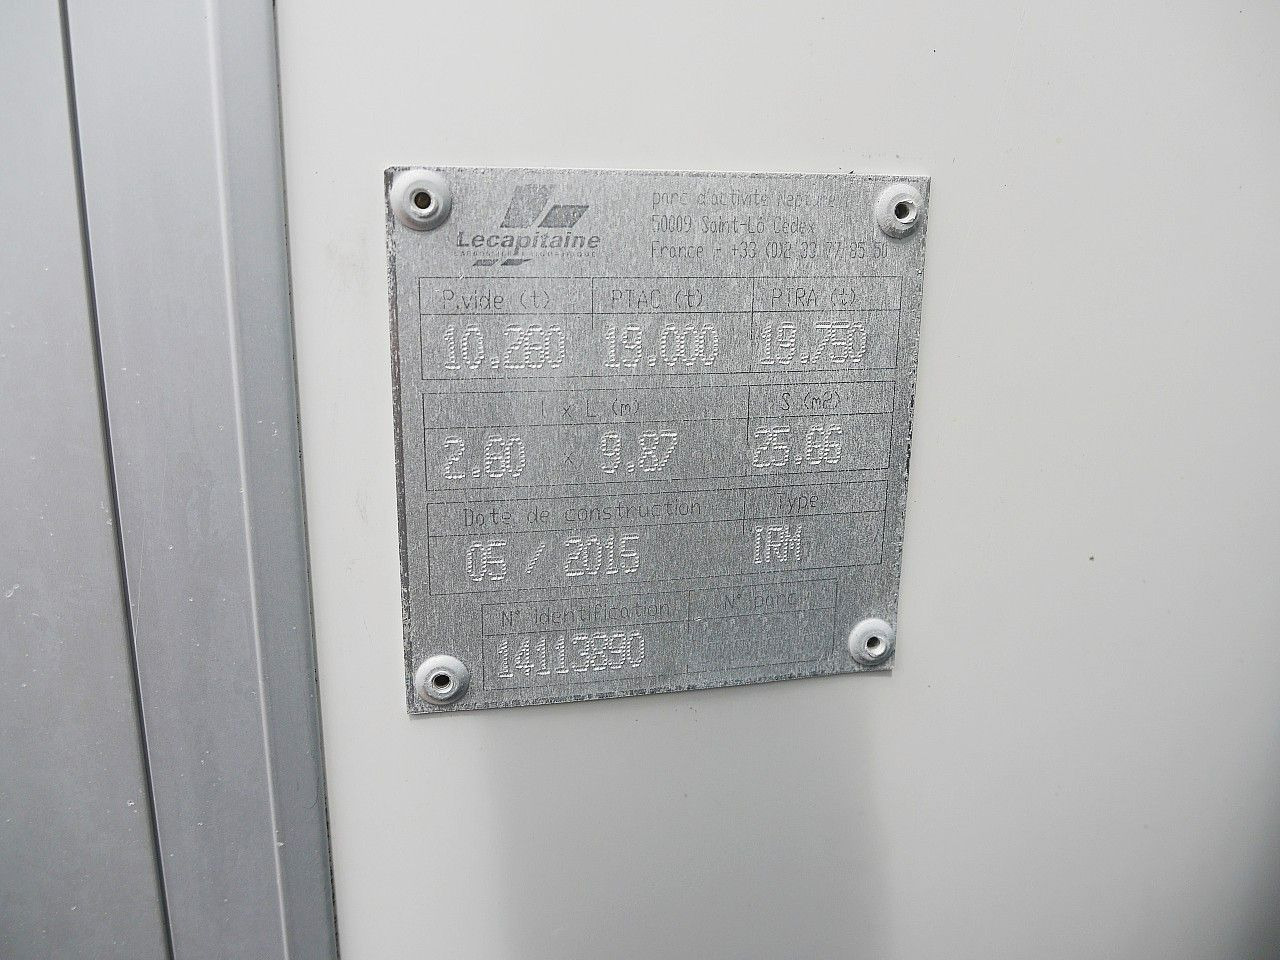 Lecapitaine
parc d'activité Neptune
50009 Saint-Lô Cedex
France - +33 (0)2 33 77 85 50
P.vide (t) PTAC (t) PTRA (t)
10.280 19.000 19.750
l x L (m) S (m2)
2.60 x 9.87 25.66
Date de construction Type
05 / 2015 IRM
N° identification N° parc
14113890